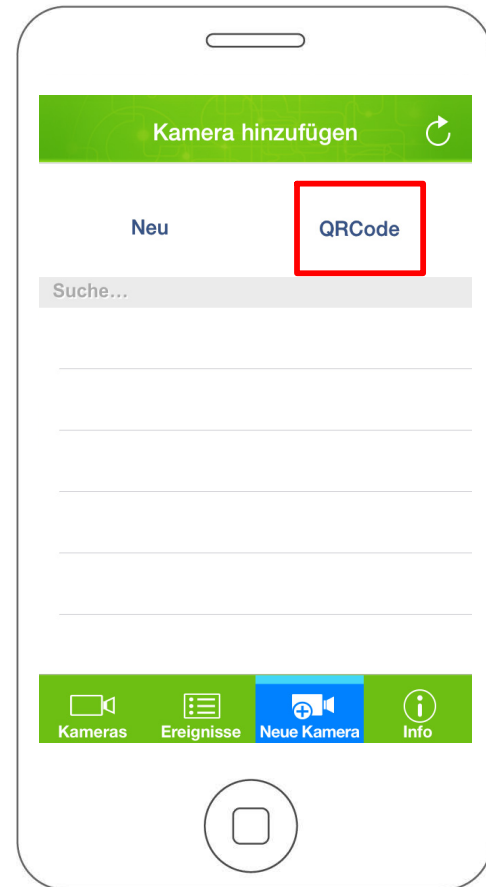 Kamera hinzufügen
Neu QRCode
Suche...
Kameras Ereignisse Neue Kamera Info